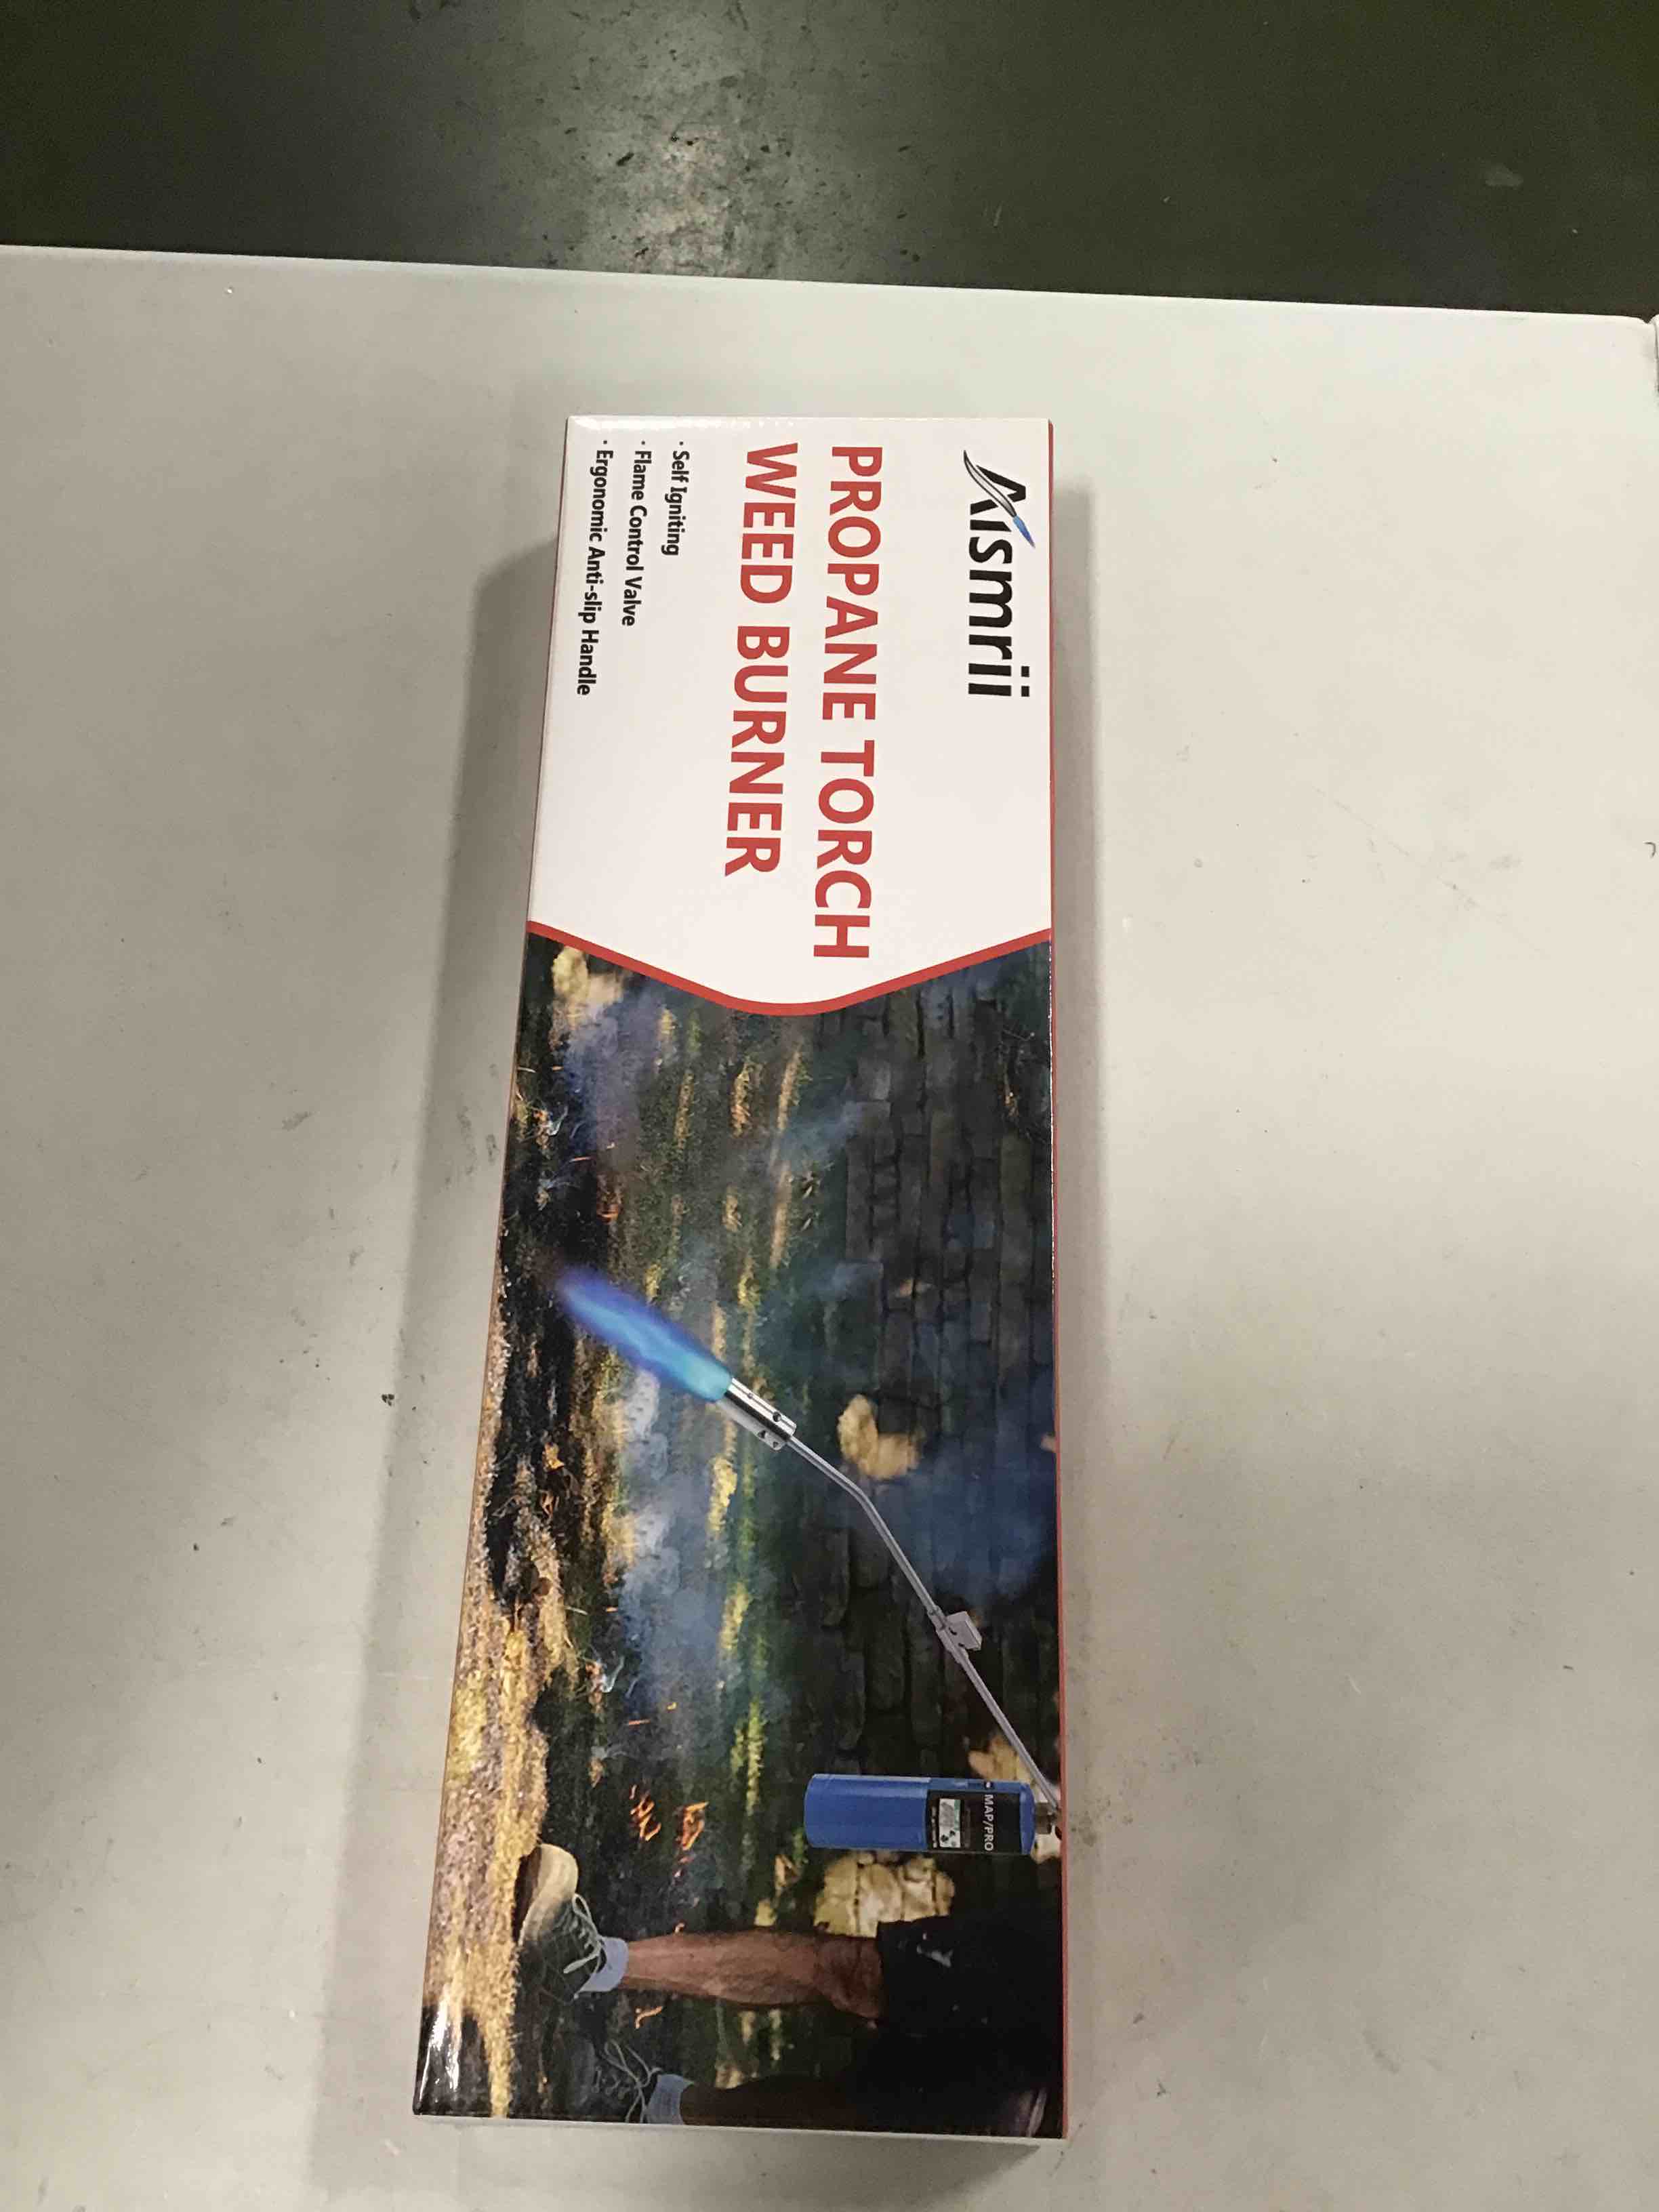 Aismrii
PROPANE TORCH
WEED BURNER
· Self Igniting
· Flame Control Valve
· Ergonomic Anti-slip Handle
MAP/PRO